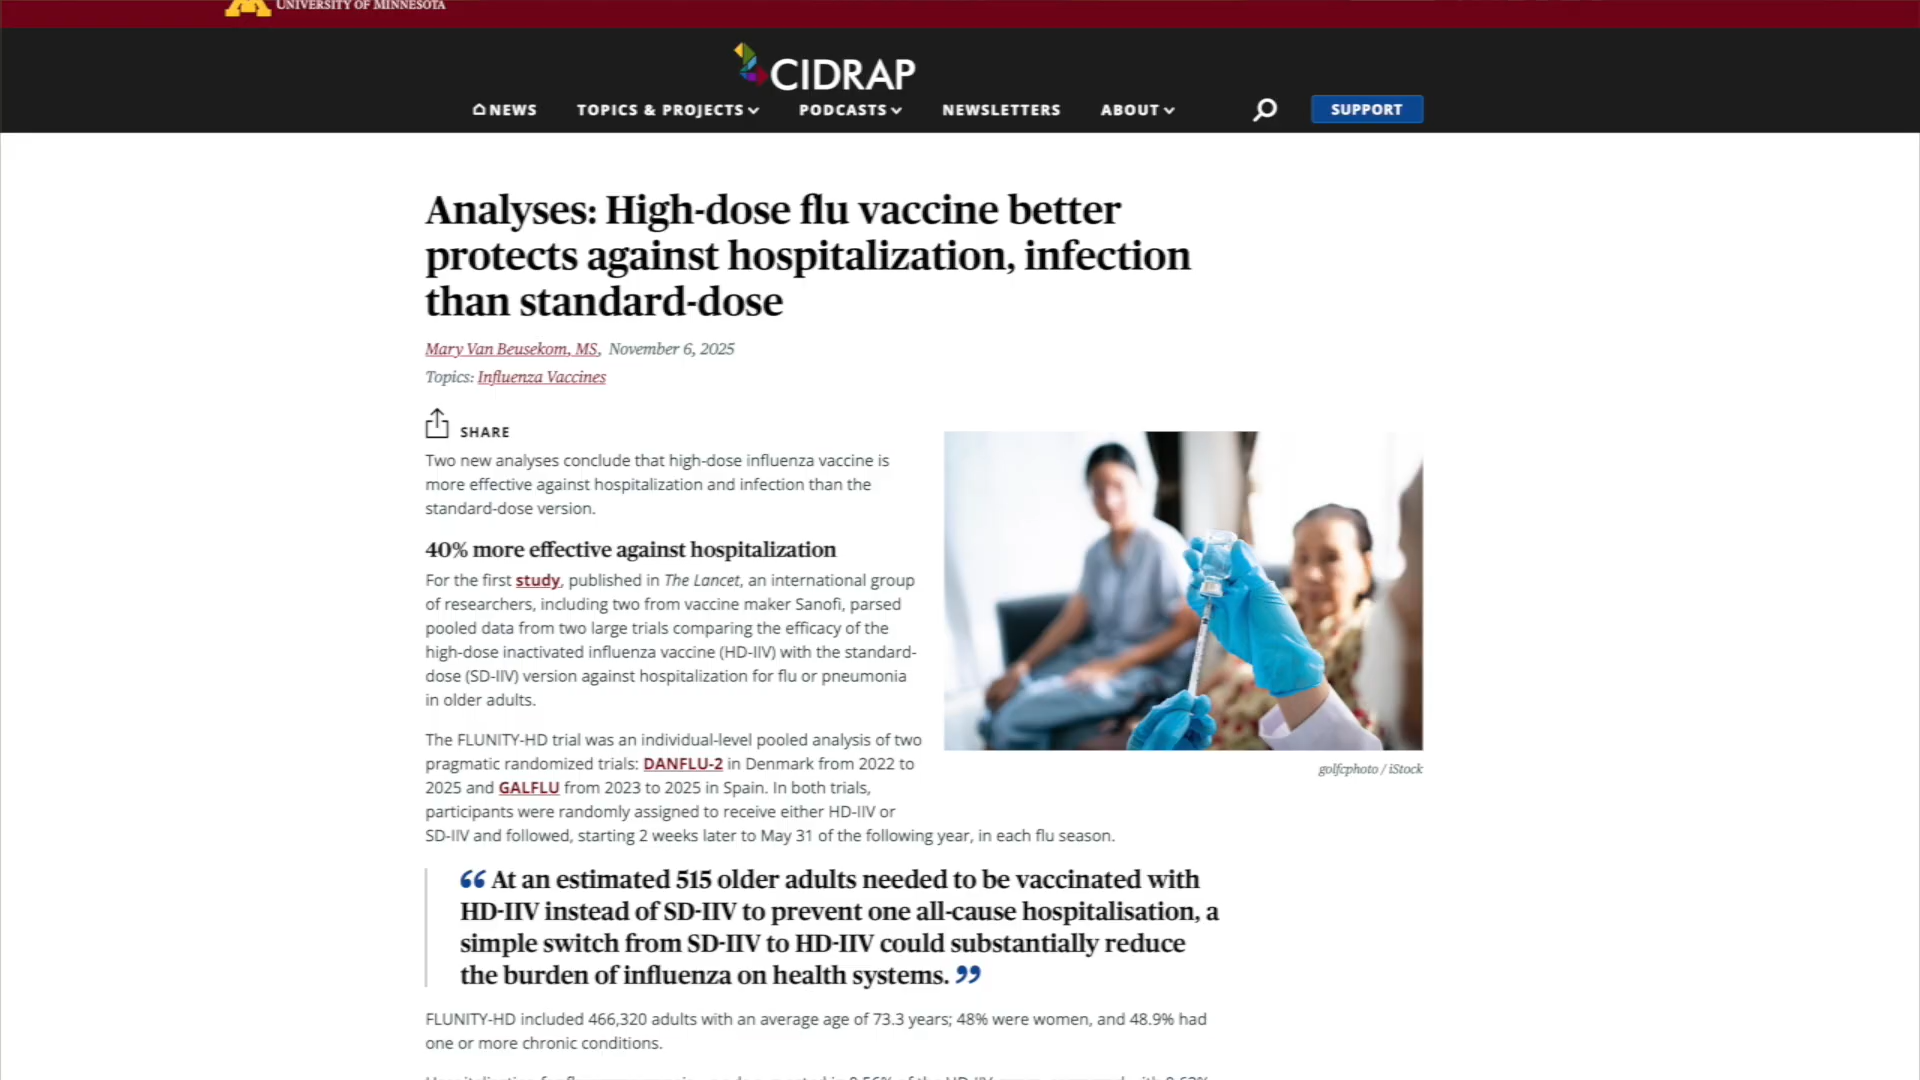 UNIVERSITY OF MINNESOTA
CIDRAP
NEWS TOPICS & PROJECTS PODCASTS NEWSLETTERS ABOUT SUPPORT
Analyses: High-dose flu vaccine better
protects against hospitalization, infection
than standard-dose
Mary Van Beusekom, MS, November 6, 2025
Topics: Influenza Vaccines
SHARE
Two new analyses conclude that high-dose influenza vaccine is
more effective against hospitalization and infection than the
standard-dose version.
40% more effective against hospitalization
For the first study, published in The Lancet, an international group
of researchers, including two from vaccine maker Sanofi, parsed
pooled data from two large trials comparing the efficacy of the
high-dose inactivated influenza vaccine (HD-IIV) with the standard-
dose (SD-IIV) version against hospitalization for flu or pneumonia
in older adults.
The FLUNITY-HD trial was an individual-level pooled analysis of two
pragmatic randomized trials: DANFLU-2 in Denmark from 2022 to
2025 and GALFLU from 2023 to 2025 in Spain. In both trials,
participants were randomly assigned to receive either HD-IIV or
SD-IIV and followed, starting 2 weeks later to May 31 of the following year, in each flu season.
golfcphoto / iStock
“ At an estimated 515 older adults needed to be vaccinated with
HD-IIV instead of SD-IIV to prevent one all-cause hospitalisation, a
simple switch from SD-IIV to HD-IIV could substantially reduce
the burden of influenza on health systems. ”
FLUNITY-HD included 466,320 adults with an average age of 73.3 years; 48% were women, and 48.9% had
one or more chronic conditions.